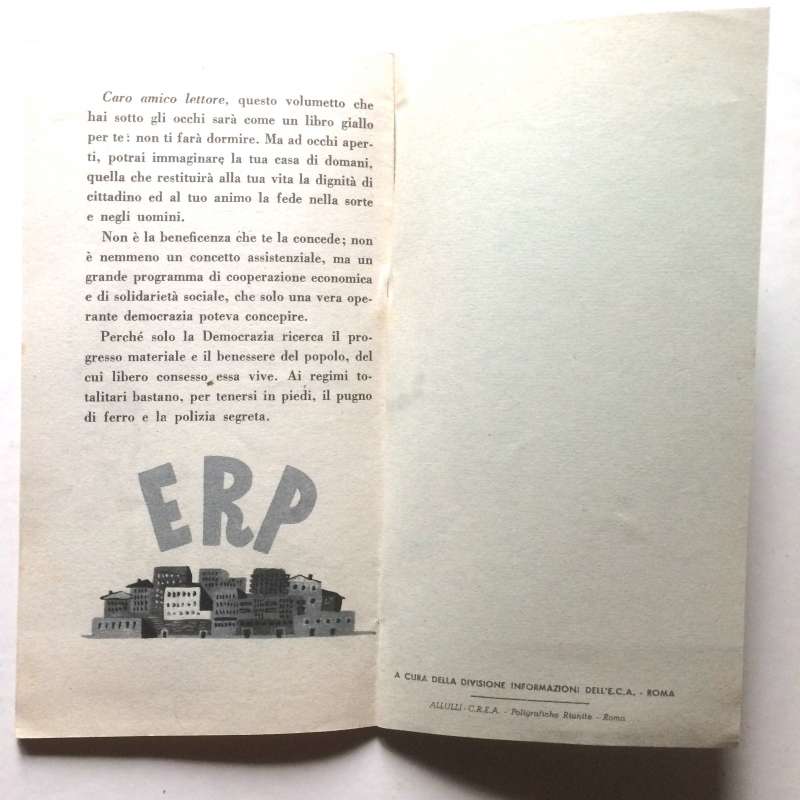 Caro amico lettore, questo volumetto che
hai sotto gli occhi sarà come un libro giallo
per te: non ti farà dormire. Ma ad occhi aper-
ti, potrai immaginare la tua casa di domani,
quella che restituirà alla tua vita la dignità di
cittadino ed al tuo animo la fede nella sorte
e negli uomini.
Non è la beneficenza che te la concede; non
è nemmeno un concetto assistenziale, ma un
grande programma di cooperazione economica
e di solidarietà sociale, che solo una vera ope-
rante democrazia poteva concepire.
Perché solo la Democrazia ricerca il pro-
gresso materiale e il benessere del popolo, del
cui libero consesso essa vive. Ai regimi to-
talitari bastano, per tenersi in piedi, il pugno
di ferro e la polizia segreta.
ERP
A CURA DELLA DIVISIONE INFORMAZIONI DELL'E.C.A. - ROMA
ALLULLI - C.R.E.A. - Poligrafiche Riunite - Roma